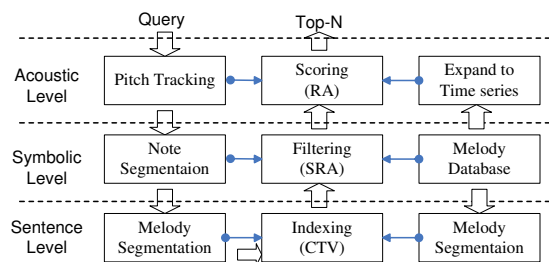 Query
Top-N
Acoustic
Level
Pitch Tracking
Scoring
(RA)
Expand to
Time series
Symbolic
Level
Note
Segmentaion
Filtering
(SRA)
Melody
Database
Sentence
Level
Melody
Segmentation
Indexing
(CTV)
Melody
Segmentaion